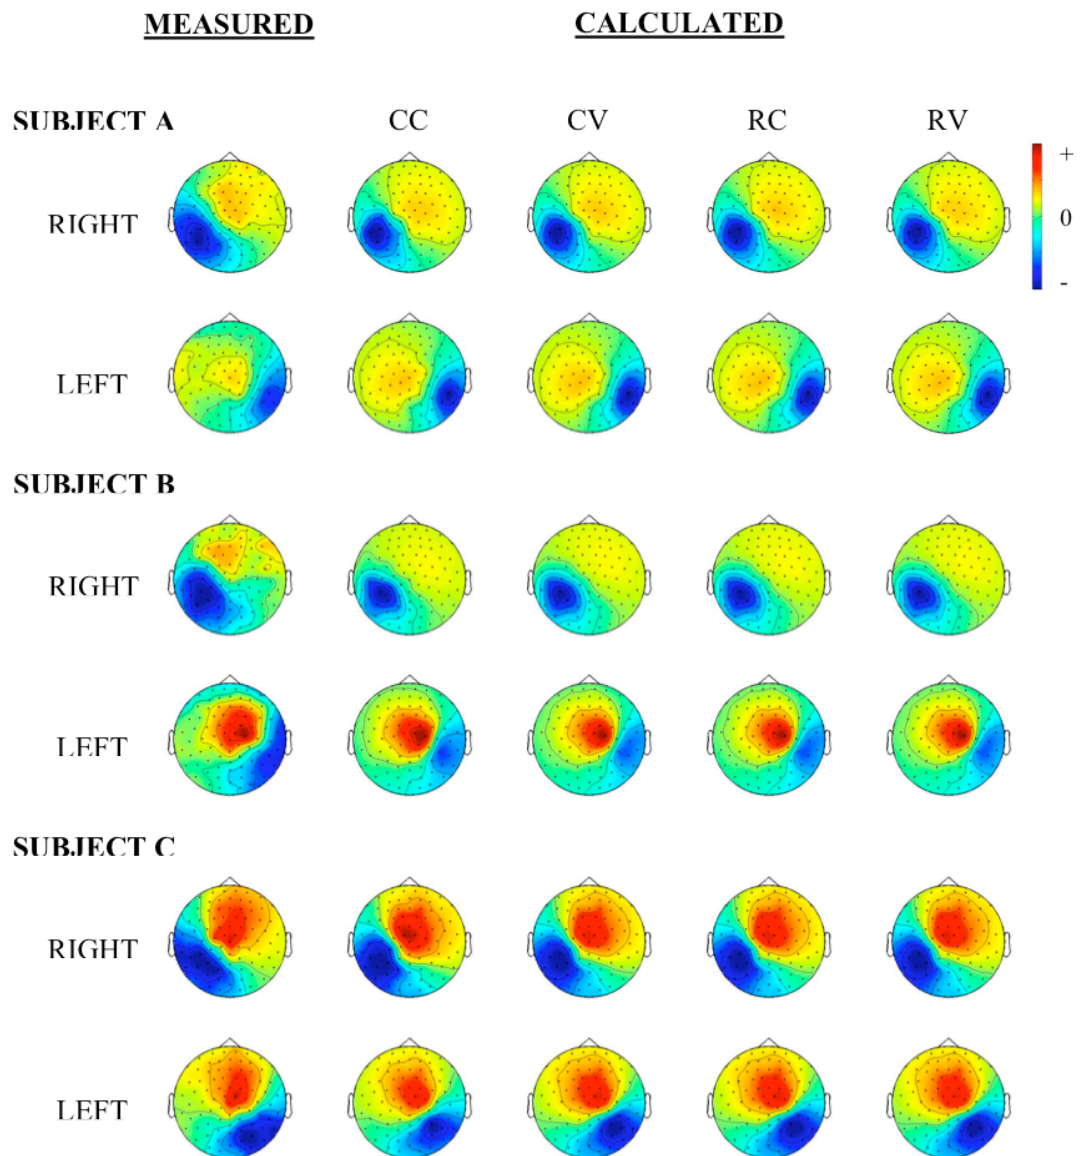 MEASURED CALCULATED
SUBJECT A CC CV RC RV
+
RIGHT 0
-
LEFT
SUBJECT B
RIGHT
LEFT
SUBJECT C
RIGHT
LEFT